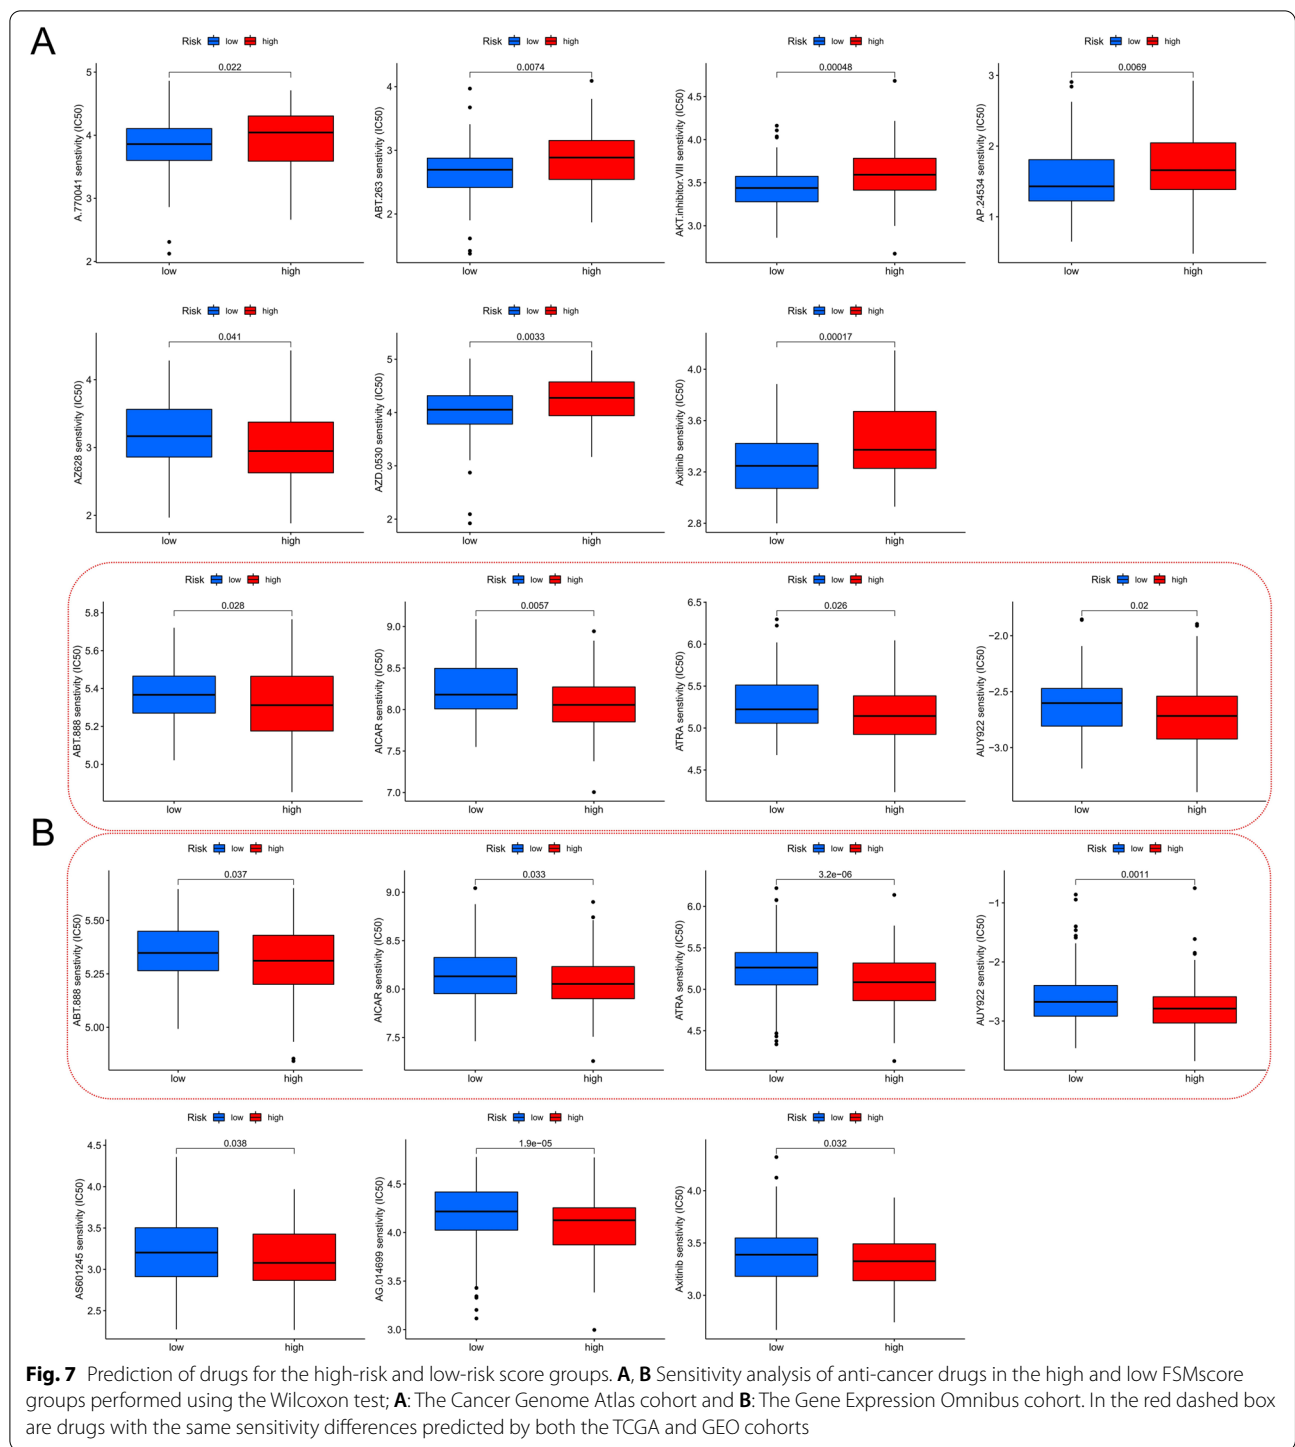 A
Risk low high
Risk low high
Risk low high
Risk low high
A.770041 senstivity (IC50)
5
4
3
2
0.022
low high
ABT.263 senstivity (IC50)
4
3
2
0.0074
low high
AKT.inhibitor.VIII senstivity (IC50)
4.5
4.0
3.5
3.0
0.00048
low high
AP.24534 senstivity (IC50)
3
2
1
0.0069
low high
Risk low high
Risk low high
Risk low high
AZ628 senstivity (IC50)
4
3
2
0.041
low high
AZD.0530 senstivity (IC50)
5
4
3
2
0.0033
low high
Axitinib senstivity (IC50)
4.0
3.6
3.2
2.8
0.00017
low high
Risk low high
Risk low high
Risk low high
Risk low high
ABT.888 senstivity (IC50)
5.8
5.6
5.4
5.2
5.0
0.028
low high
AICAR senstivity (IC50)
9.0
8.5
8.0
7.5
7.0
0.0057
low high
ATRA senstivity (IC50)
6.5
6.0
5.5
5.0
4.5
0.026
low high
AUY922 senstivity (IC50)
−2.0
−2.5
−3.0
0.02
low high
B
Risk low high
Risk low high
Risk low high
Risk low high
ABT.888 senstivity (IC50)
5.50
5.25
5.00
0.037
low high
AICAR senstivity (IC50)
9.0
8.5
8.0
7.5
0.033
low high
ATRA senstivity (IC50)
6.0
5.5
5.0
4.5
3.2e−06
low high
AUY922 senstivity (IC50)
−1
−2
−3
0.0011
low high
Risk low high
Risk low high
Risk low high
AS601245 senstivity (IC50)
4.5
4.0
3.5
3.0
2.5
0.038
low high
AG.014699 senstivity (IC50)
4.5
4.0
3.5
3.0
1.9e−05
low high
Axitinib senstivity (IC50)
4.0
3.5
3.0
0.032
low high
Fig. 7 Prediction of drugs for the high-risk and low-risk score groups. A, B Sensitivity analysis of anti-cancer drugs in the high and low FSMscore
groups performed using the Wilcoxon test; A: The Cancer Genome Atlas cohort and B: The Gene Expression Omnibus cohort. In the red dashed box
are drugs with the same sensitivity differences predicted by both the TCGA and GEO cohorts